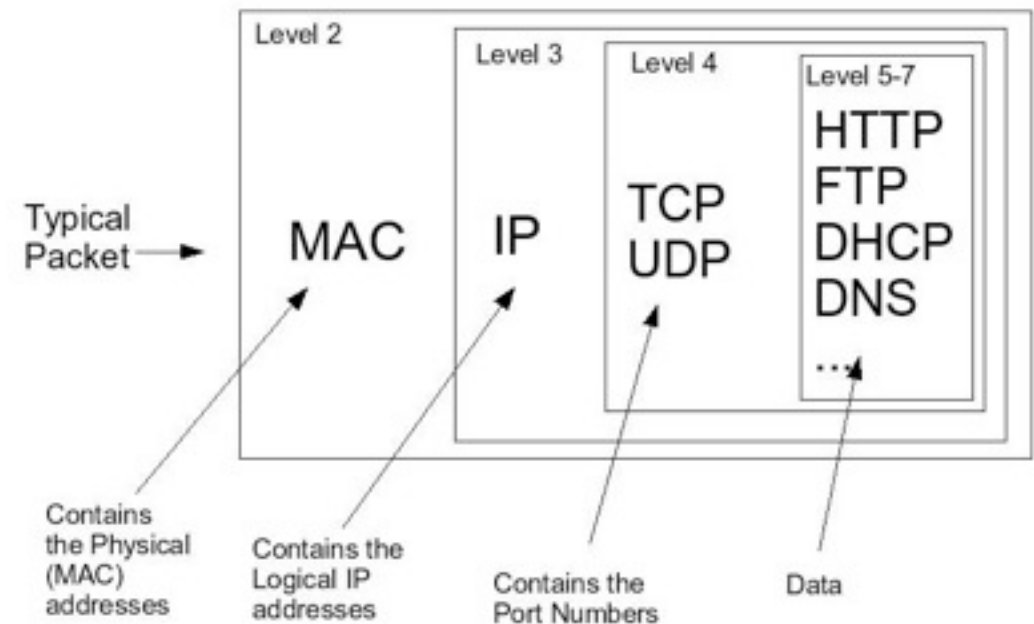 Level 2
Level 3
Level 4
Level 5-7
HTTP
FTP
DHCP
DNS
...
TCP
UDP
IP
MAC
Typical
Packet
Contains
the Physical
(MAC)
addresses
Contains the
Logical IP
addresses
Contains the
Port Numbers
Data